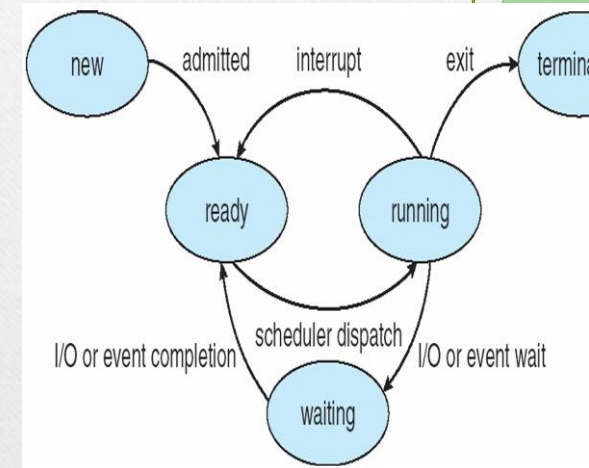 new
admitted
interrupt
exit
termina
ready
running
I/O or event completion
scheduler dispatch
I/O or event wait
waiting